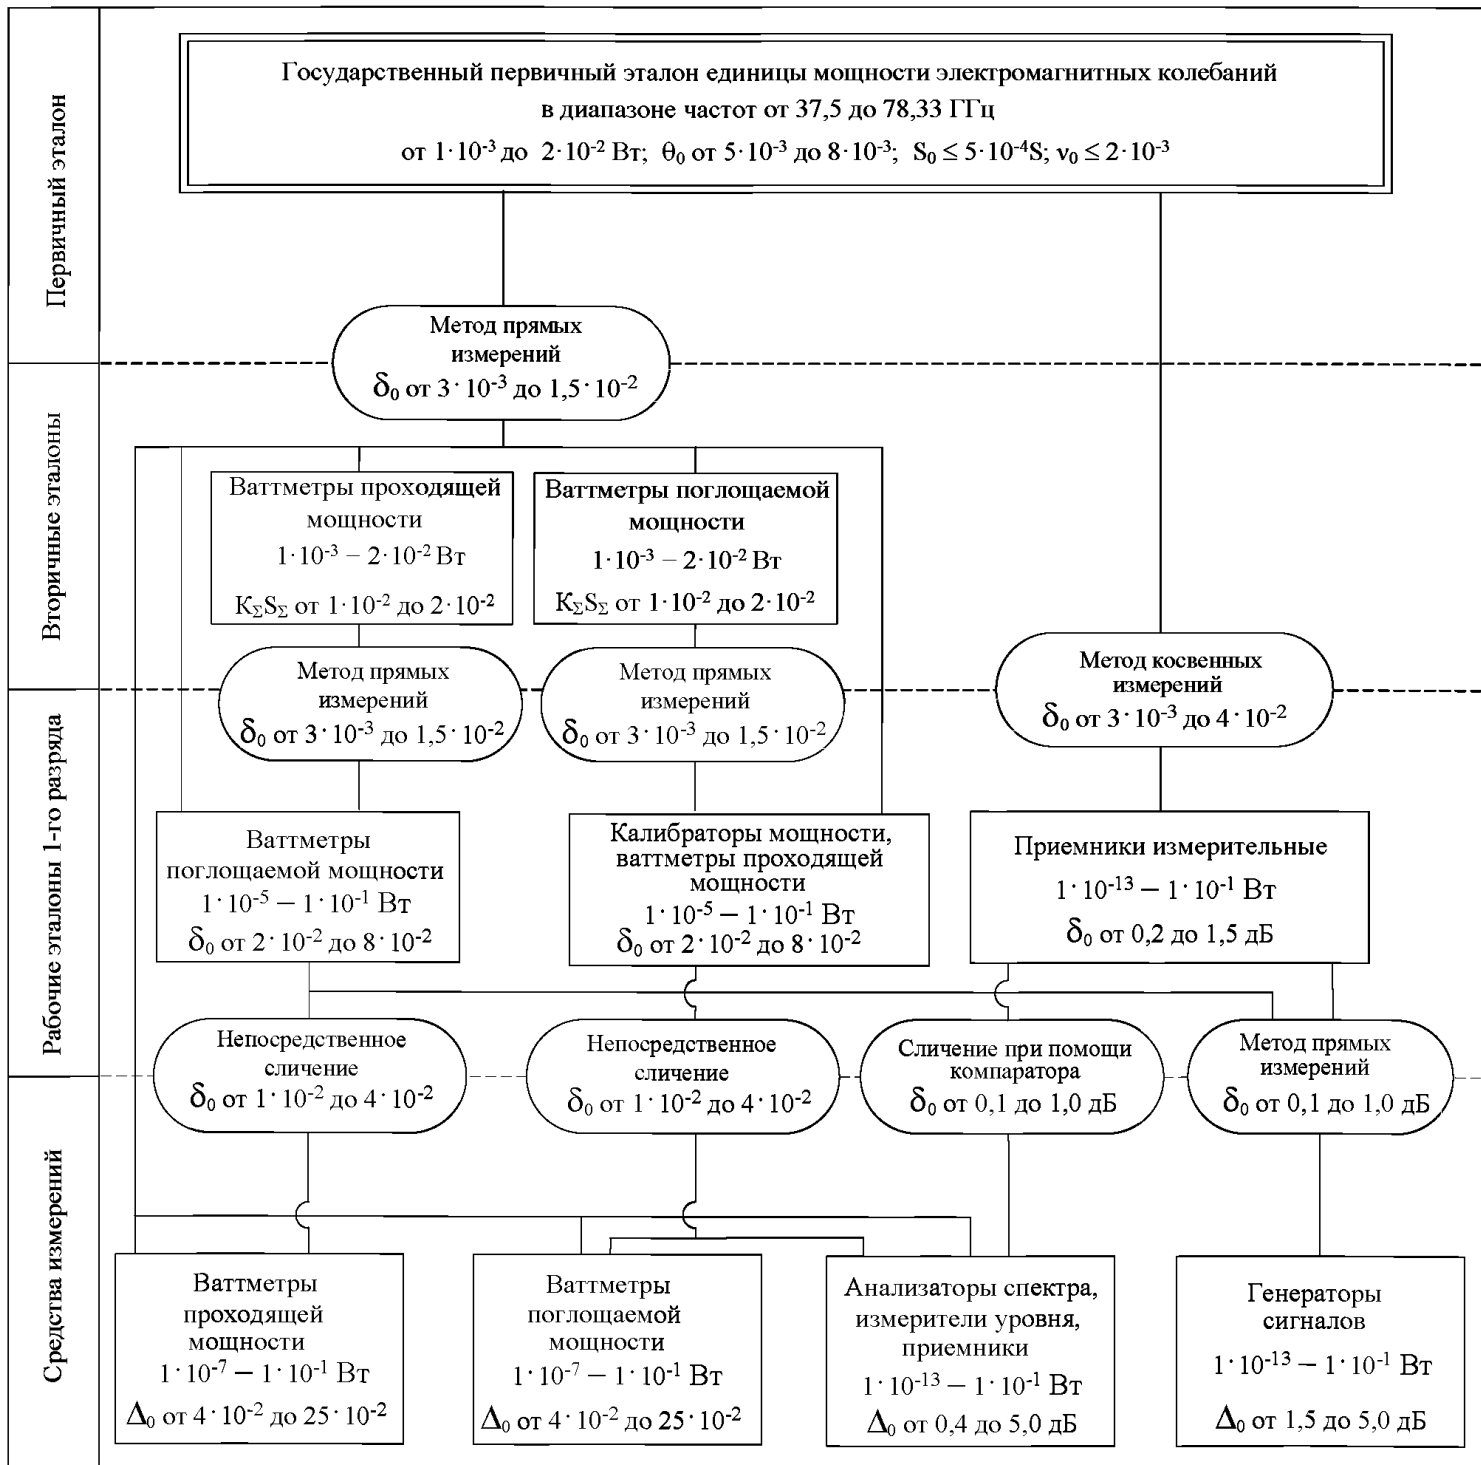 Первичный эталон
Государственный первичный эталон единицы мощности электромагнитных колебаний
в диапазоне частот от 37,5 до 78,33 ГГц
от 1·10⁻³ до 2·10⁻² Вт; θ₀ от 5·10⁻³ до 8·10⁻³; S₀ ≤ 5·10⁻⁴S; ν₀ ≤ 2·10⁻³
Метод прямых
измерений
δ₀ от 3·10⁻³ до 1,5·10⁻²
Вторичные эталоны
Ваттметры проходящей
мощности
1·10⁻³ – 2·10⁻² Вт
K_ΣS_Σ от 1·10⁻² до 2·10⁻²
Ваттметры поглощаемой
мощности
1·10⁻³ – 2·10⁻² Вт
K_ΣS_Σ от 1·10⁻² до 2·10⁻²
Метод прямых
измерений
δ₀ от 3·10⁻³ до 1,5·10⁻²
Метод прямых
измерений
δ₀ от 3·10⁻³ до 1,5·10⁻²
Метод косвенных
измерений
δ₀ от 3·10⁻³ до 4·10⁻²
Рабочие эталоны 1-го разряда
Ваттметры
поглощаемой мощности
1·10⁻⁵ – 1·10⁻¹ Вт
δ₀ от 2·10⁻² до 8·10⁻²
Калибраторы мощности,
ваттметры проходящей
мощности
1·10⁻⁵ – 1·10⁻¹ Вт
δ₀ от 2·10⁻² до 8·10⁻²
Приемники измерительные
1·10⁻¹³ – 1·10⁻¹ Вт
δ₀ от 0,2 до 1,5 дБ
Непосредственное
сличение
δ₀ от 1·10⁻² до 4·10⁻²
Непосредственное
сличение
δ₀ от 1·10⁻² до 4·10⁻²
Сличение при помощи
компаратора
δ₀ от 0,1 до 1,0 дБ
Метод прямых
измерений
δ₀ от 0,1 до 1,0 дБ
Средства измерений
Ваттметры
проходящей
мощности
1·10⁻⁷ – 1·10⁻¹ Вт
Δ₀ от 4·10⁻² до 25·10⁻²
Ваттметры
поглощаемой
мощности
1·10⁻⁷ – 1·10⁻¹ Вт
Δ₀ от 4·10⁻² до 25·10⁻²
Анализаторы спектра,
измерители уровня,
приемники
1·10⁻¹³ – 1·10⁻¹ Вт
Δ₀ от 0,4 до 5,0 дБ
Генераторы
сигналов
1·10⁻¹³ – 1·10⁻¹ Вт
Δ₀ от 1,5 до 5,0 дБ